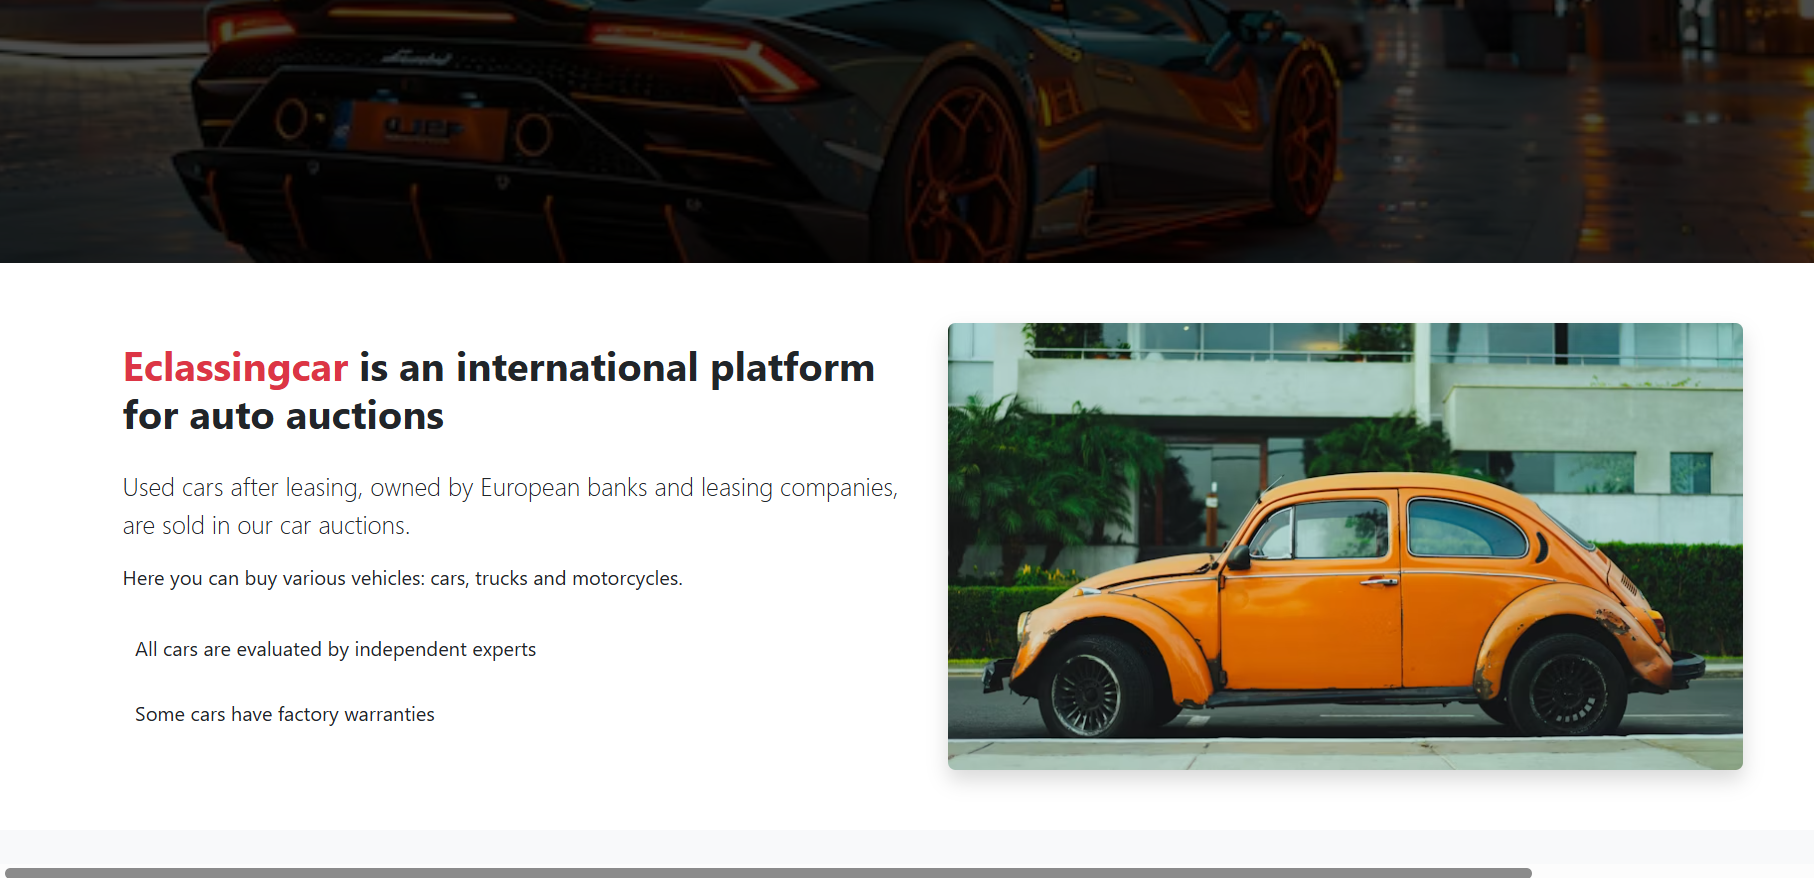 Eclassingcar is an international platform
for auto auctions
Used cars after leasing, owned by European banks and leasing companies,
are sold in our car auctions.
Here you can buy various vehicles: cars, trucks and motorcycles.
All cars are evaluated by independent experts
Some cars have factory warranties